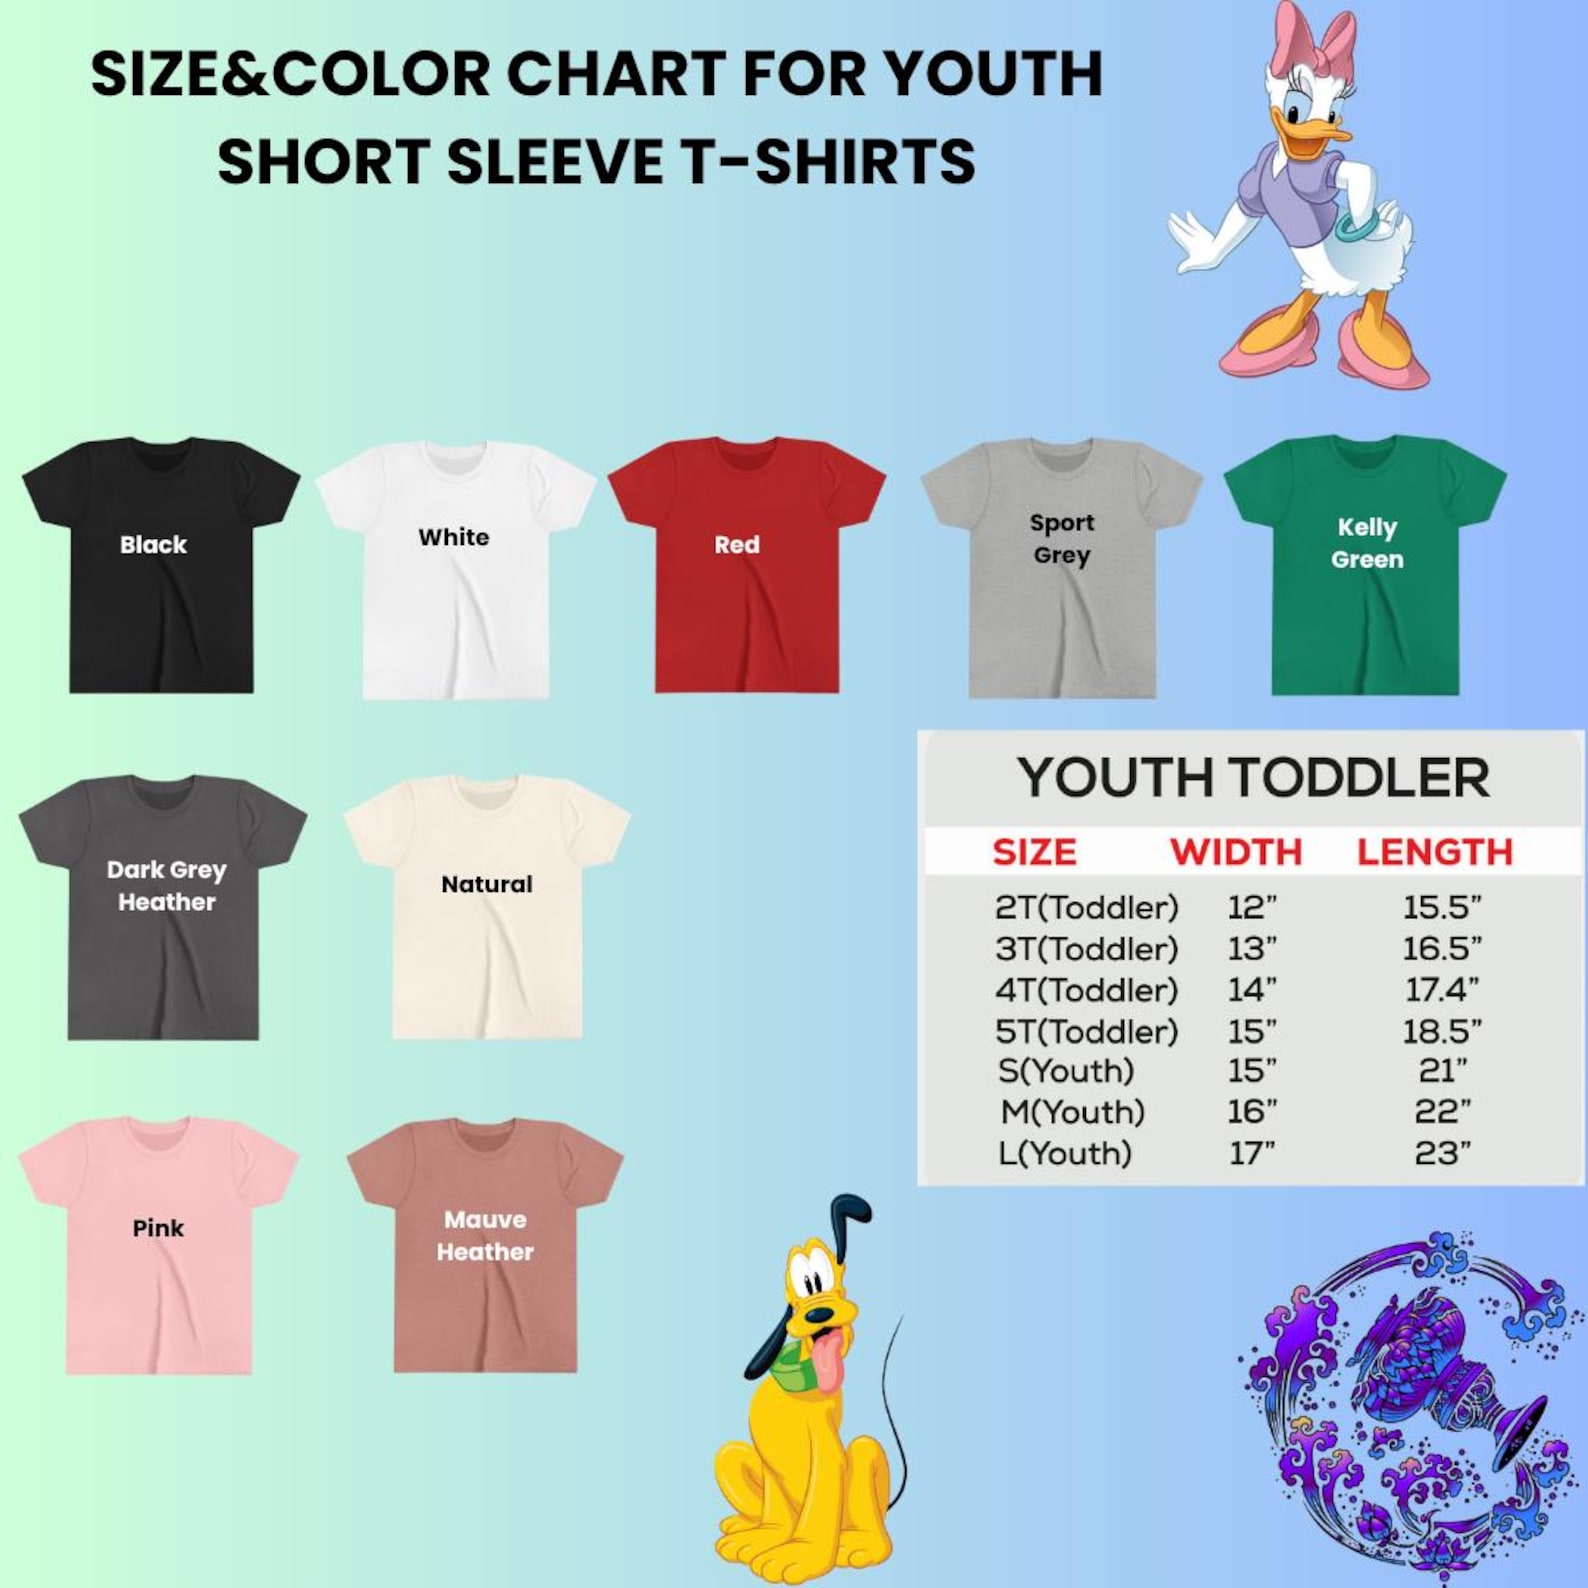 SIZE&COLOR CHART FOR YOUTH
SHORT SLEEVE T-SHIRTS
Black
White
Red
Sport
Grey
Kelly
Green
Dark Grey
Heather
Natural
Pink
Mauve
Heather
YOUTH TODDLER
SIZE WIDTH LENGTH
2T(Toddler) 12” 15.5”
3T(Toddler) 13” 16.5”
4T(Toddler) 14” 17.4”
5T(Toddler) 15” 18.5”
S(Youth) 15” 21”
M(Youth) 16” 22”
L(Youth) 17” 23”